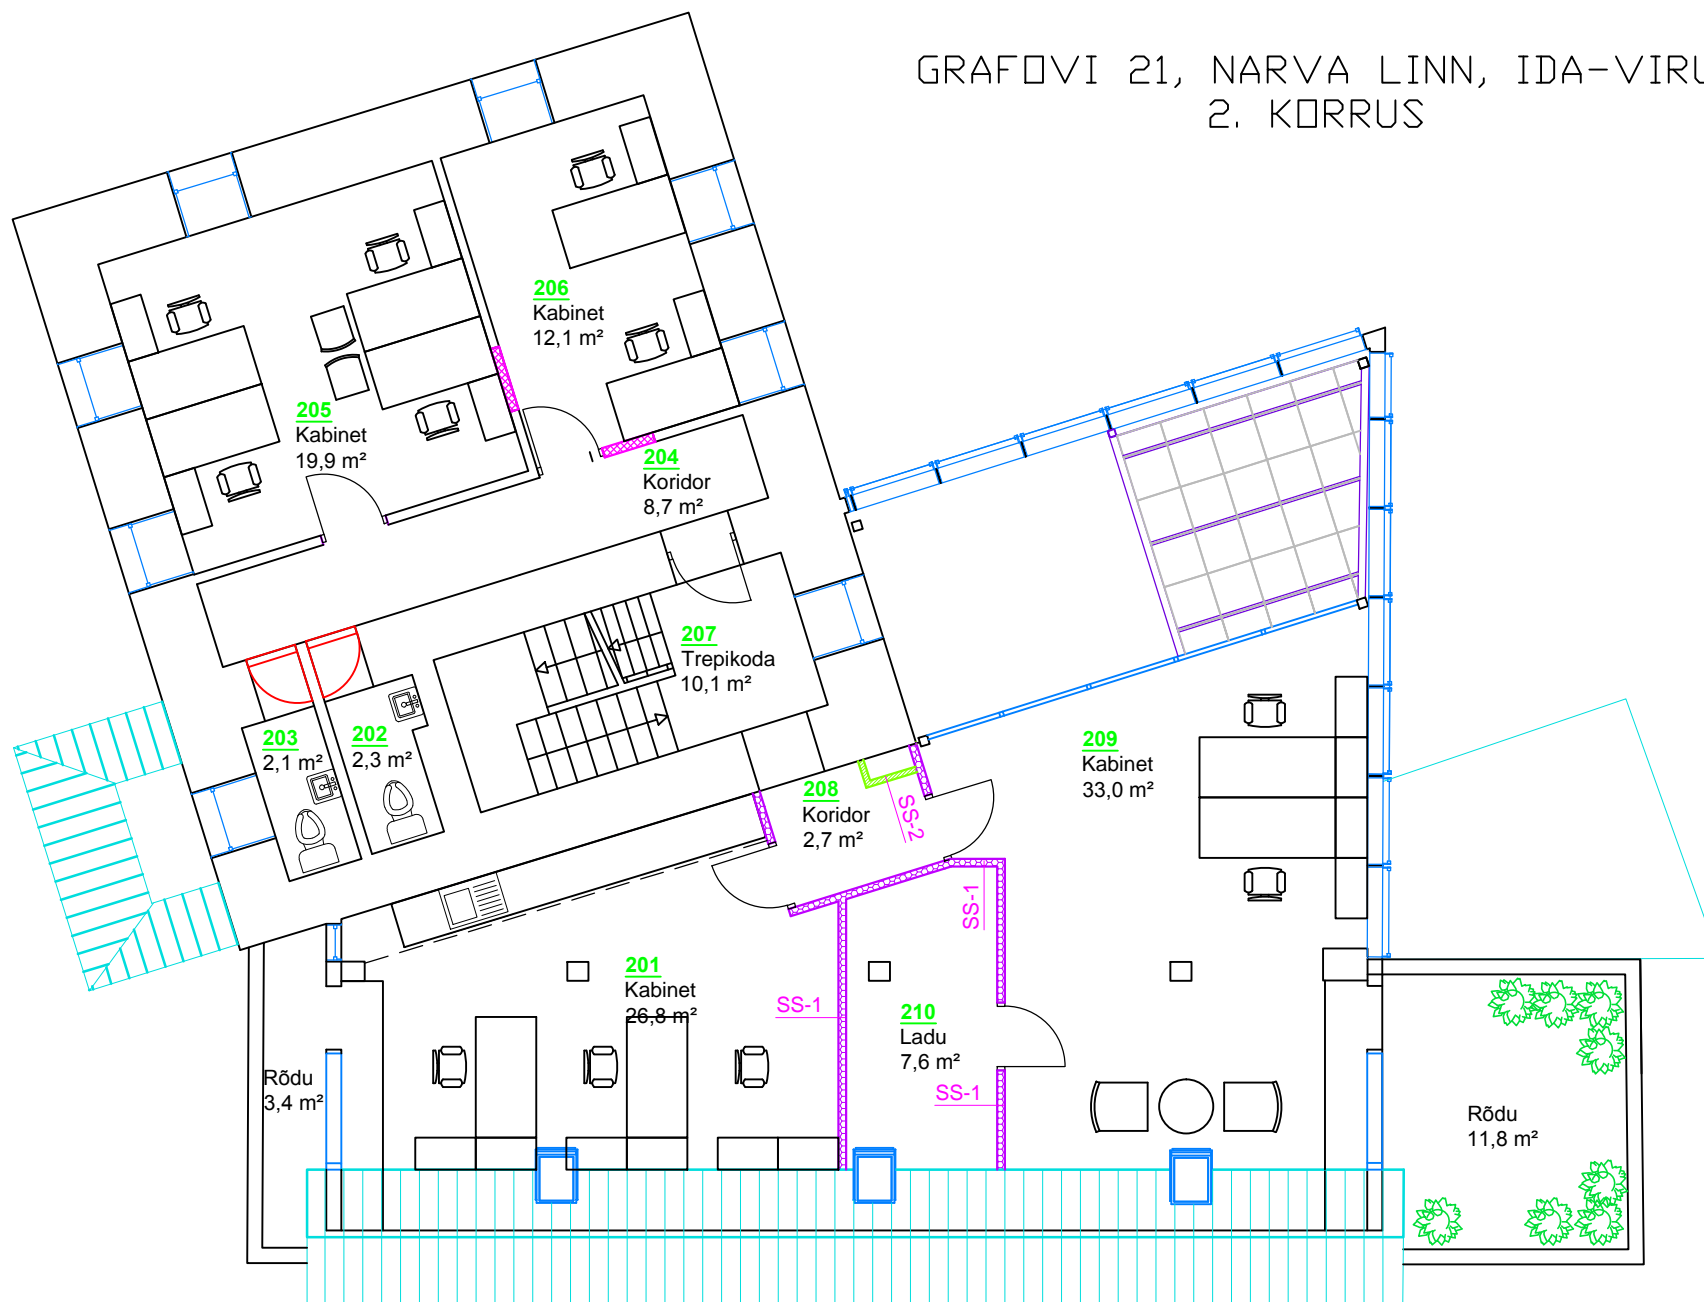 GRAFOVI 21, NARVA LINN, IDA-VIRU
2. KORRUS
206
Kabinet
12,1 m²
205
Kabinet
19,9 m²
204
Koridor
8,7 m²
207
Trepikoda
10,1 m²
203
2,1 m²
202
2,3 m²
209
Kabinet
33,0 m²
208
Koridor
2,7 m²
SS-2
SS-1
201
Kabinet
26,8 m²
SS-1
210
Ladu
7,6 m²
SS-1
Rõdu
3,4 m²
Rõdu
11,8 m²